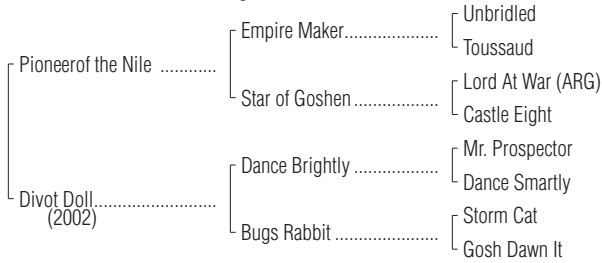 Unbridled
Empire Maker....................
Toussaud
Pioneerof the Nile ............
Lord At War (ARG)
Star of Goshen ..................
Castle Eight
Mr. Prospector
Dance Brightly ..................
Dance Smartly
Divot Doll..........................
(2002)
Storm Cat
Bugs Rabbit ......................
Gosh Dawn It